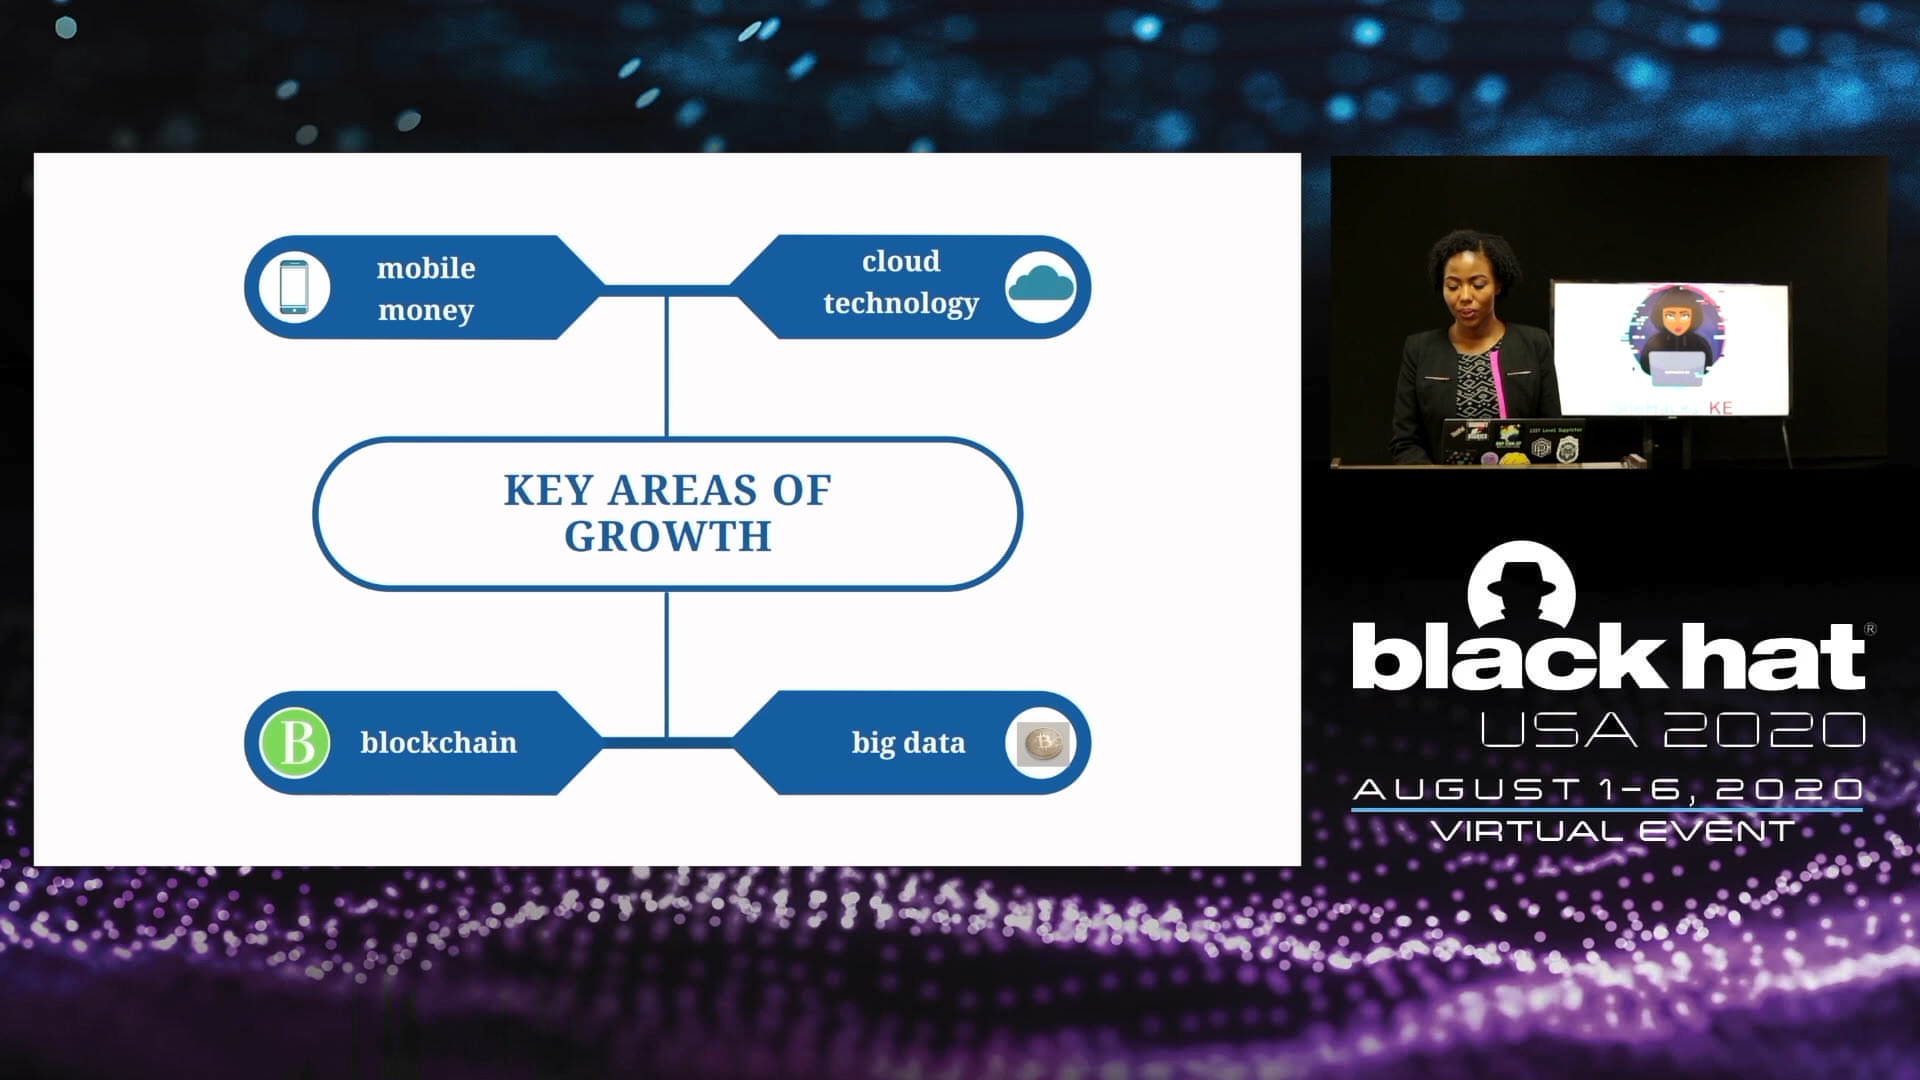 mobile
money
cloud
technology
KEY AREAS OF
GROWTH
B
blockchain
big data
KE
black hat®
USA 2020
AUGUST 1-6, 2020
VIRTUAL EVENT